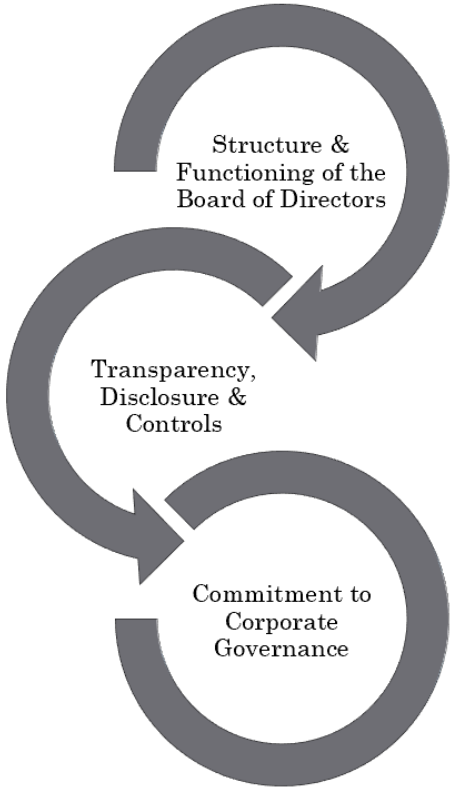 Structure &
Functioning of the
Board of Directors
Transparency,
Disclosure &
Controls
Commitment to
Corporate
Governance